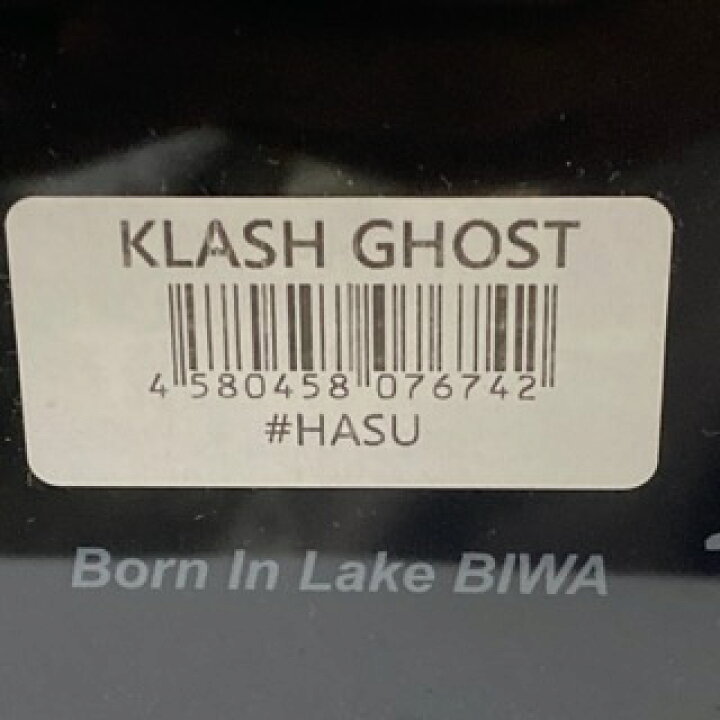 KLASH GHOST
4 580458 076742
#HASU
Born In Lake BIWA